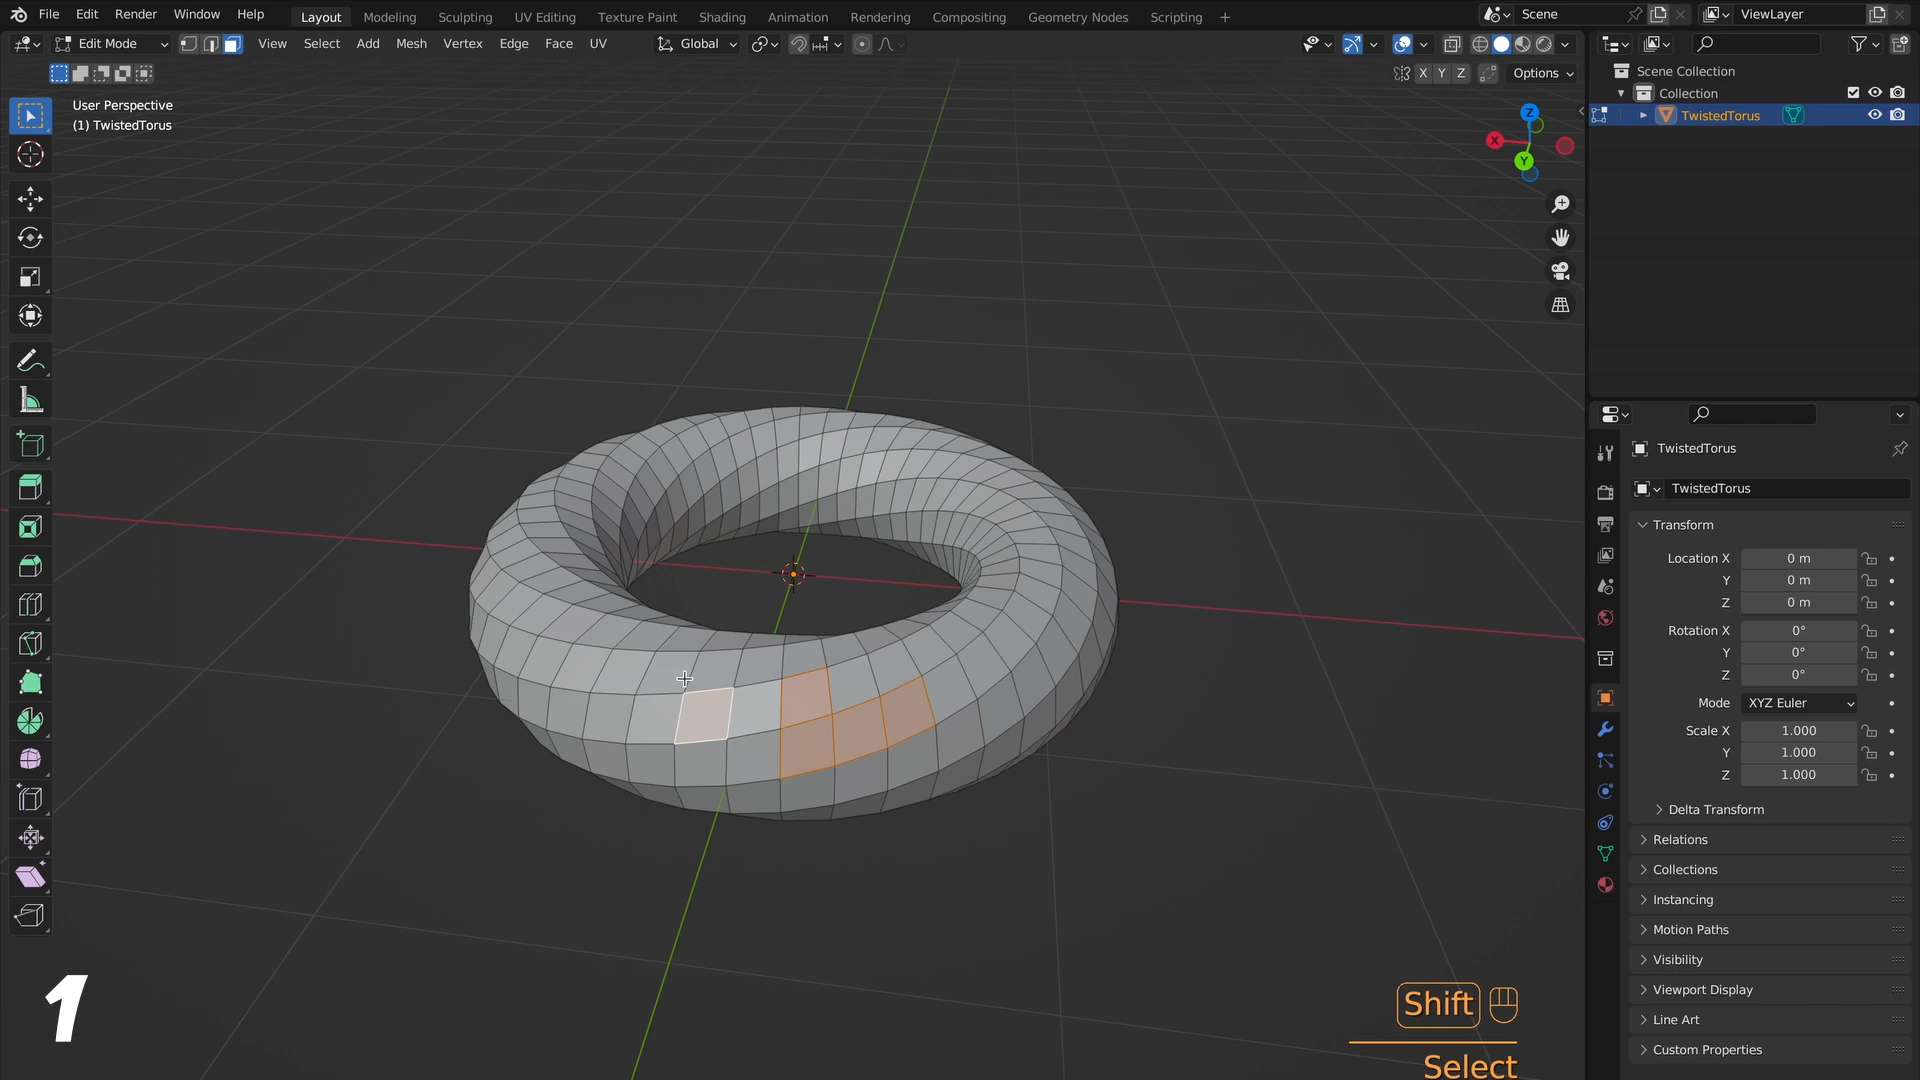 File Edit Render Window Help Layout Modeling Sculpting UV Editing Texture Paint Shading Animation Rendering Compositing Geometry Nodes Scripting + Scene ViewLayer
Edit Mode View Select Add Mesh Vertex Edge Face UV Global
X Y Z Options
User Perspective
(1) TwistedTorus
Z
X
Y
Scene Collection
Collection
TwistedTorus
TwistedTorus
TwistedTorus
Transform
Location X 0 m
Y 0 m
Z 0 m
Rotation X 0°
Y 0°
Z 0°
Mode XYZ Euler
Scale X 1.000
Y 1.000
Z 1.000
Delta Transform
Relations
Collections
Instancing
Motion Paths
Visibility
Viewport Display
Line Art
Custom Properties
1
Shift
Select